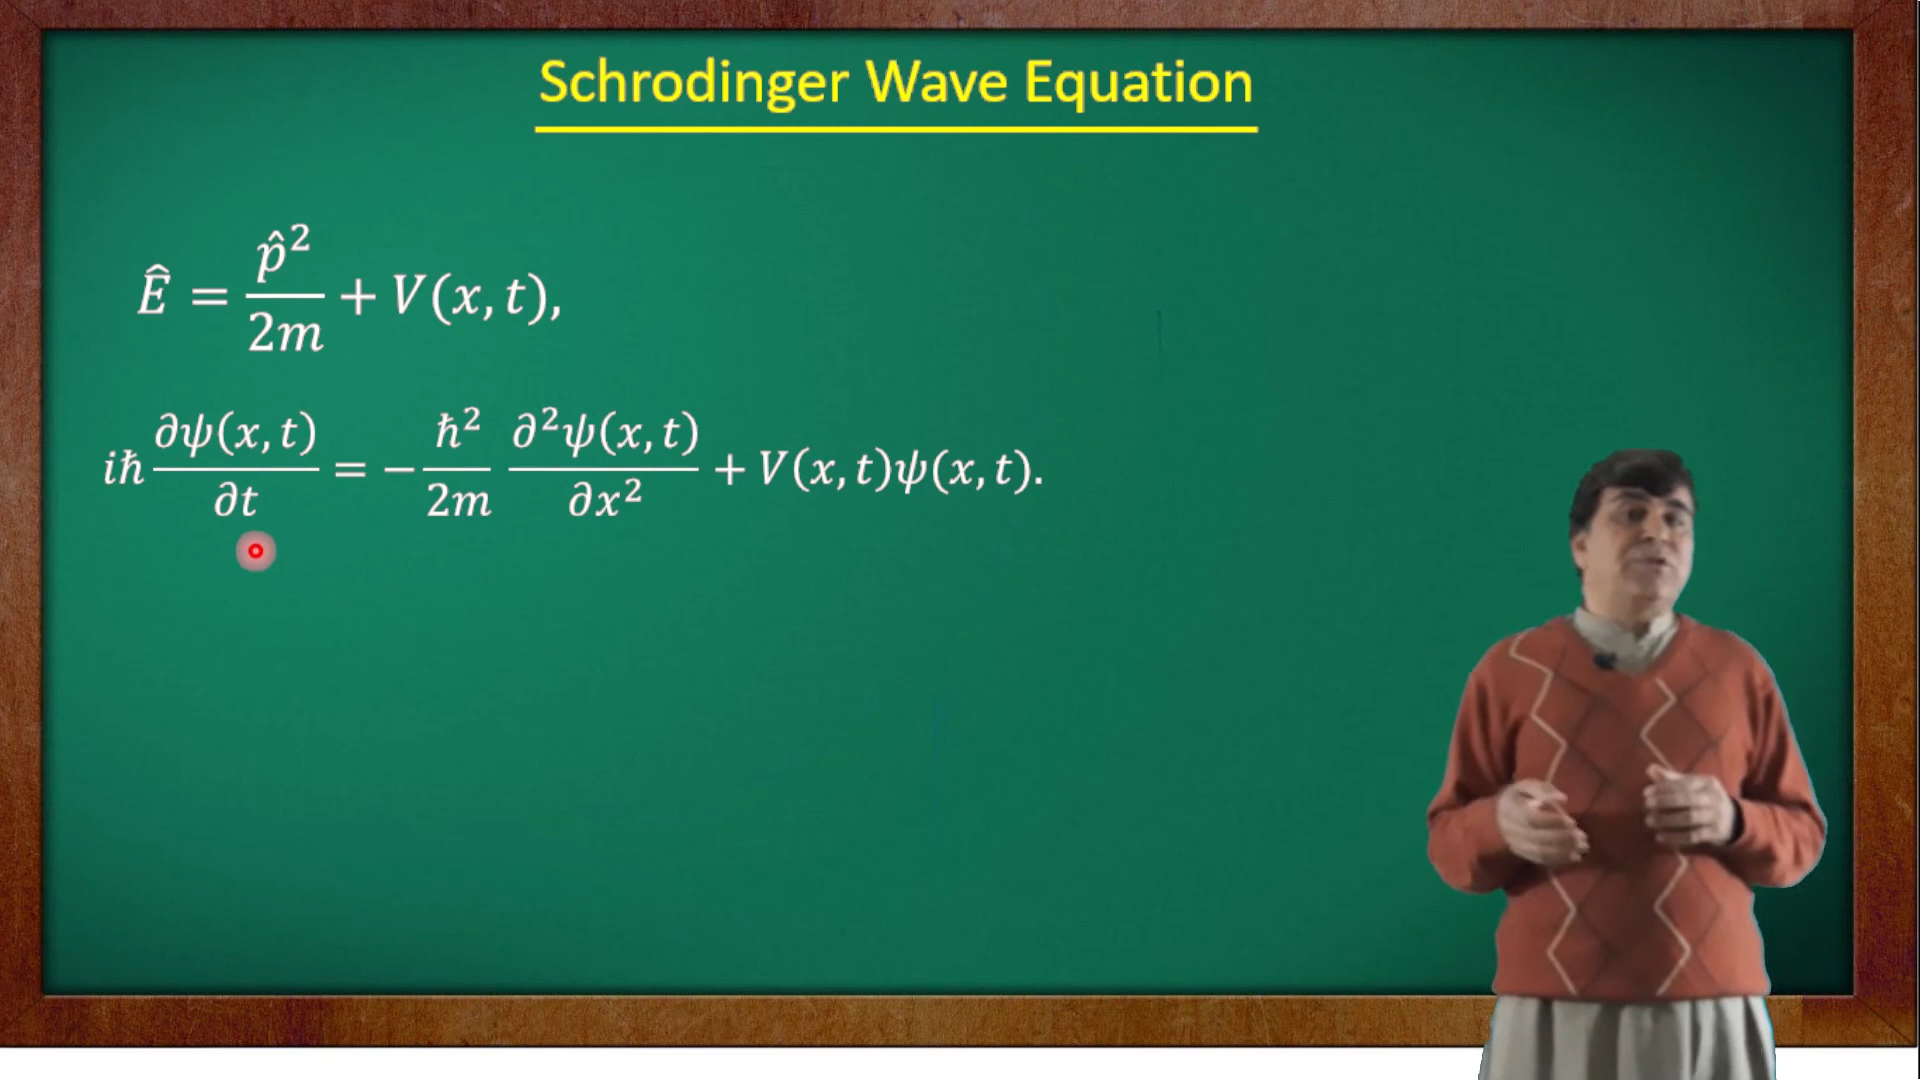 Schrodinger Wave Equation
Ê = p̂²/2m + V(x, t),
iħ ∂ψ(x, t)/∂t = − ħ²/2m ∂²ψ(x, t)/∂x² + V(x, t)ψ(x, t).